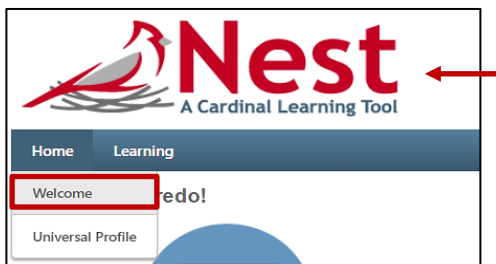 Nest
A Cardinal Learning Tool
Home Learning
Welcome redo!
Universal Profile